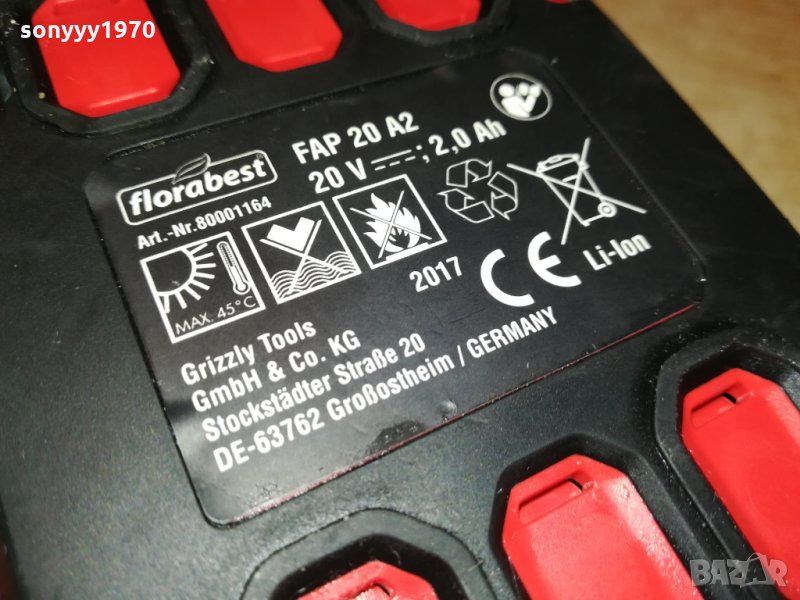 sonyyy1970
florabest
FAP 20 A2
20 V ⎓; 2,0 Ah
Art.-Nr.80001164
MAX. 45°C
2017
CE
Li-Ion
Grizzly Tools
GmbH & Co. KG
Stockstädter Straße 20
DE-63762 Großostheim / GERMANY
BAZAR